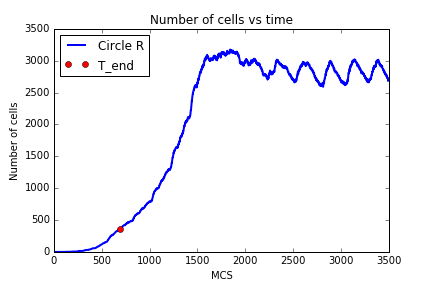 Number of cells vs time
3500
3000
2500
2000
1500
1000
500
0
Number of cells
Circle R
T_end
0 500 1000 1500 2000 2500 3000 3500
MCS